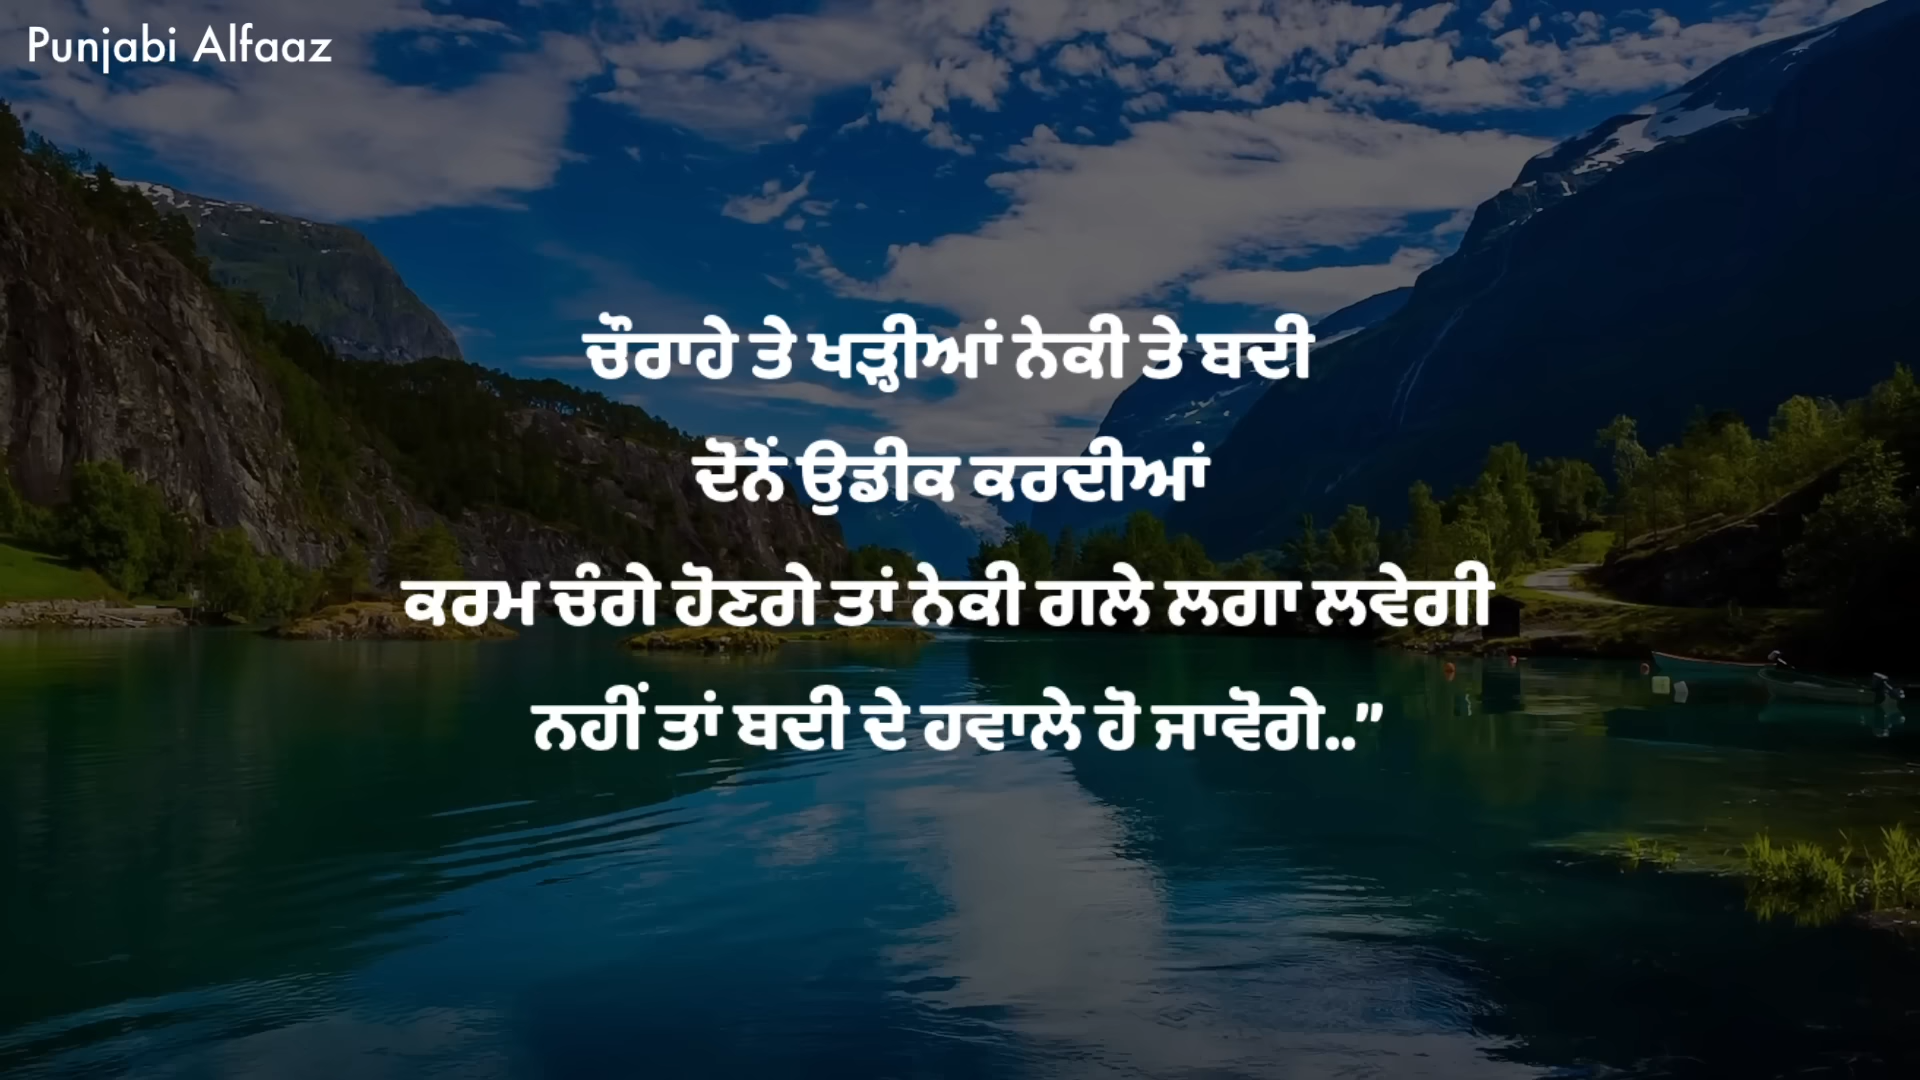 Punjabi Alfaaz
ਚੌਰਾਹੇ ਤੇ ਖੜ੍ਹੀਆਂ ਨੇਕੀ ਤੇ ਬਦੀ
ਦੋਨੋਂ ਉਡੀਕ ਕਰਦੀਆਂ
ਕਰਮ ਚੰਗੇ ਹੋਣਗੇ ਤਾਂ ਨੇਕੀ ਗਲੇ ਲਗਾ ਲਵੇਗੀ
ਨਹੀਂ ਤਾਂ ਬਦੀ ਦੇ ਹਵਾਲੇ ਹੋ ਜਾਵੋਗੇ..”